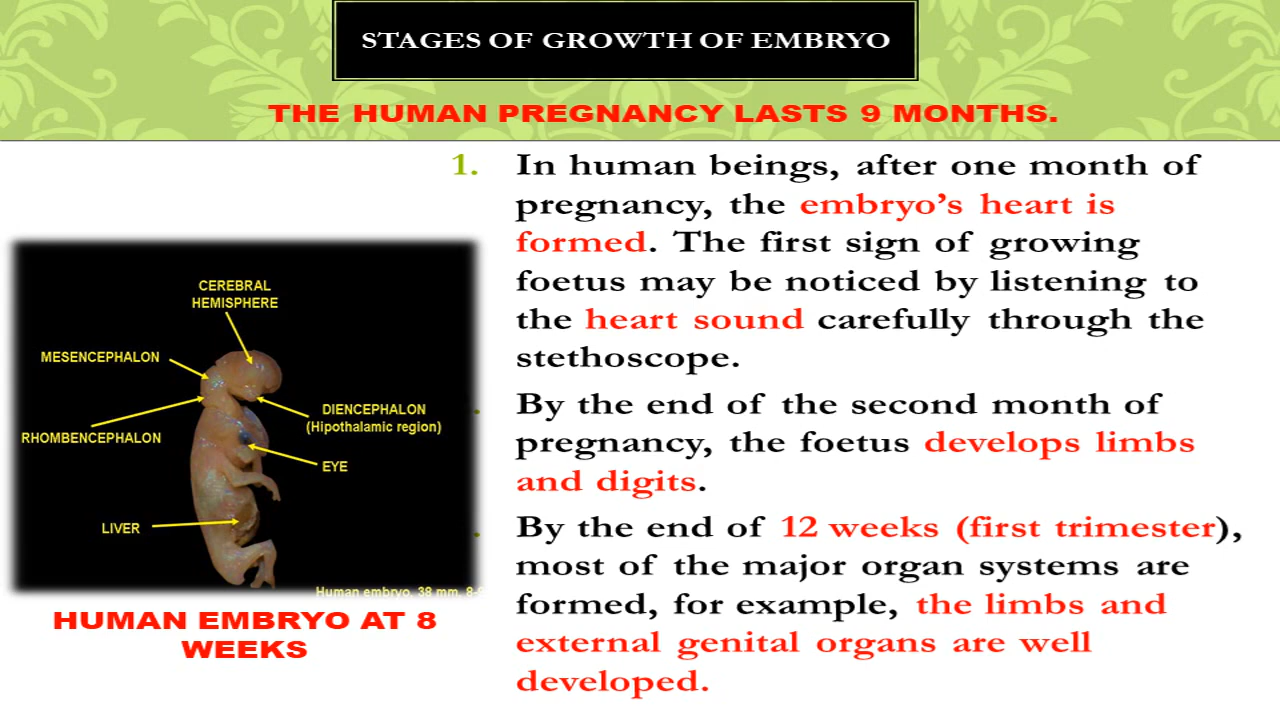 STAGES OF GROWTH OF EMBRYO
THE HUMAN PREGNANCY LASTS 9 MONTHS.
1. In human beings, after one month of
pregnancy, the embryo’s heart is
formed. The first sign of growing
foetus may be noticed by listening to
the heart sound carefully through the
stethoscope.
By the end of the second month of
pregnancy, the foetus develops limbs
and digits.
By the end of 12 weeks (first trimester),
most of the major organ systems are
formed, for example, the limbs and
external genital organs are well
developed.
CEREBRAL
HEMISPHERE
MESENCEPHALON
DIENCEPHALON
(Hipothalamic region)
RHOMBENCEPHALON
EYE
LIVER
Human embryo, 38 mm, 8-
HUMAN EMBRYO AT 8
WEEKS